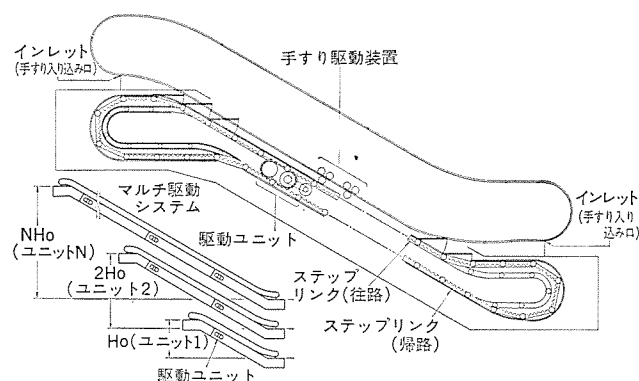 インレット
(手すり入り込み口)
手すり駆動装置
インレット
(手すり入り
込み口)
マルチ駆動
システム
駆動ユニット
NHo
(ユニットN)
2Ho
(ユニット2)
Ho(ユニット1)
駆動ユニット
ステップ
リンク(往路)
ステップリンク
(帰路)